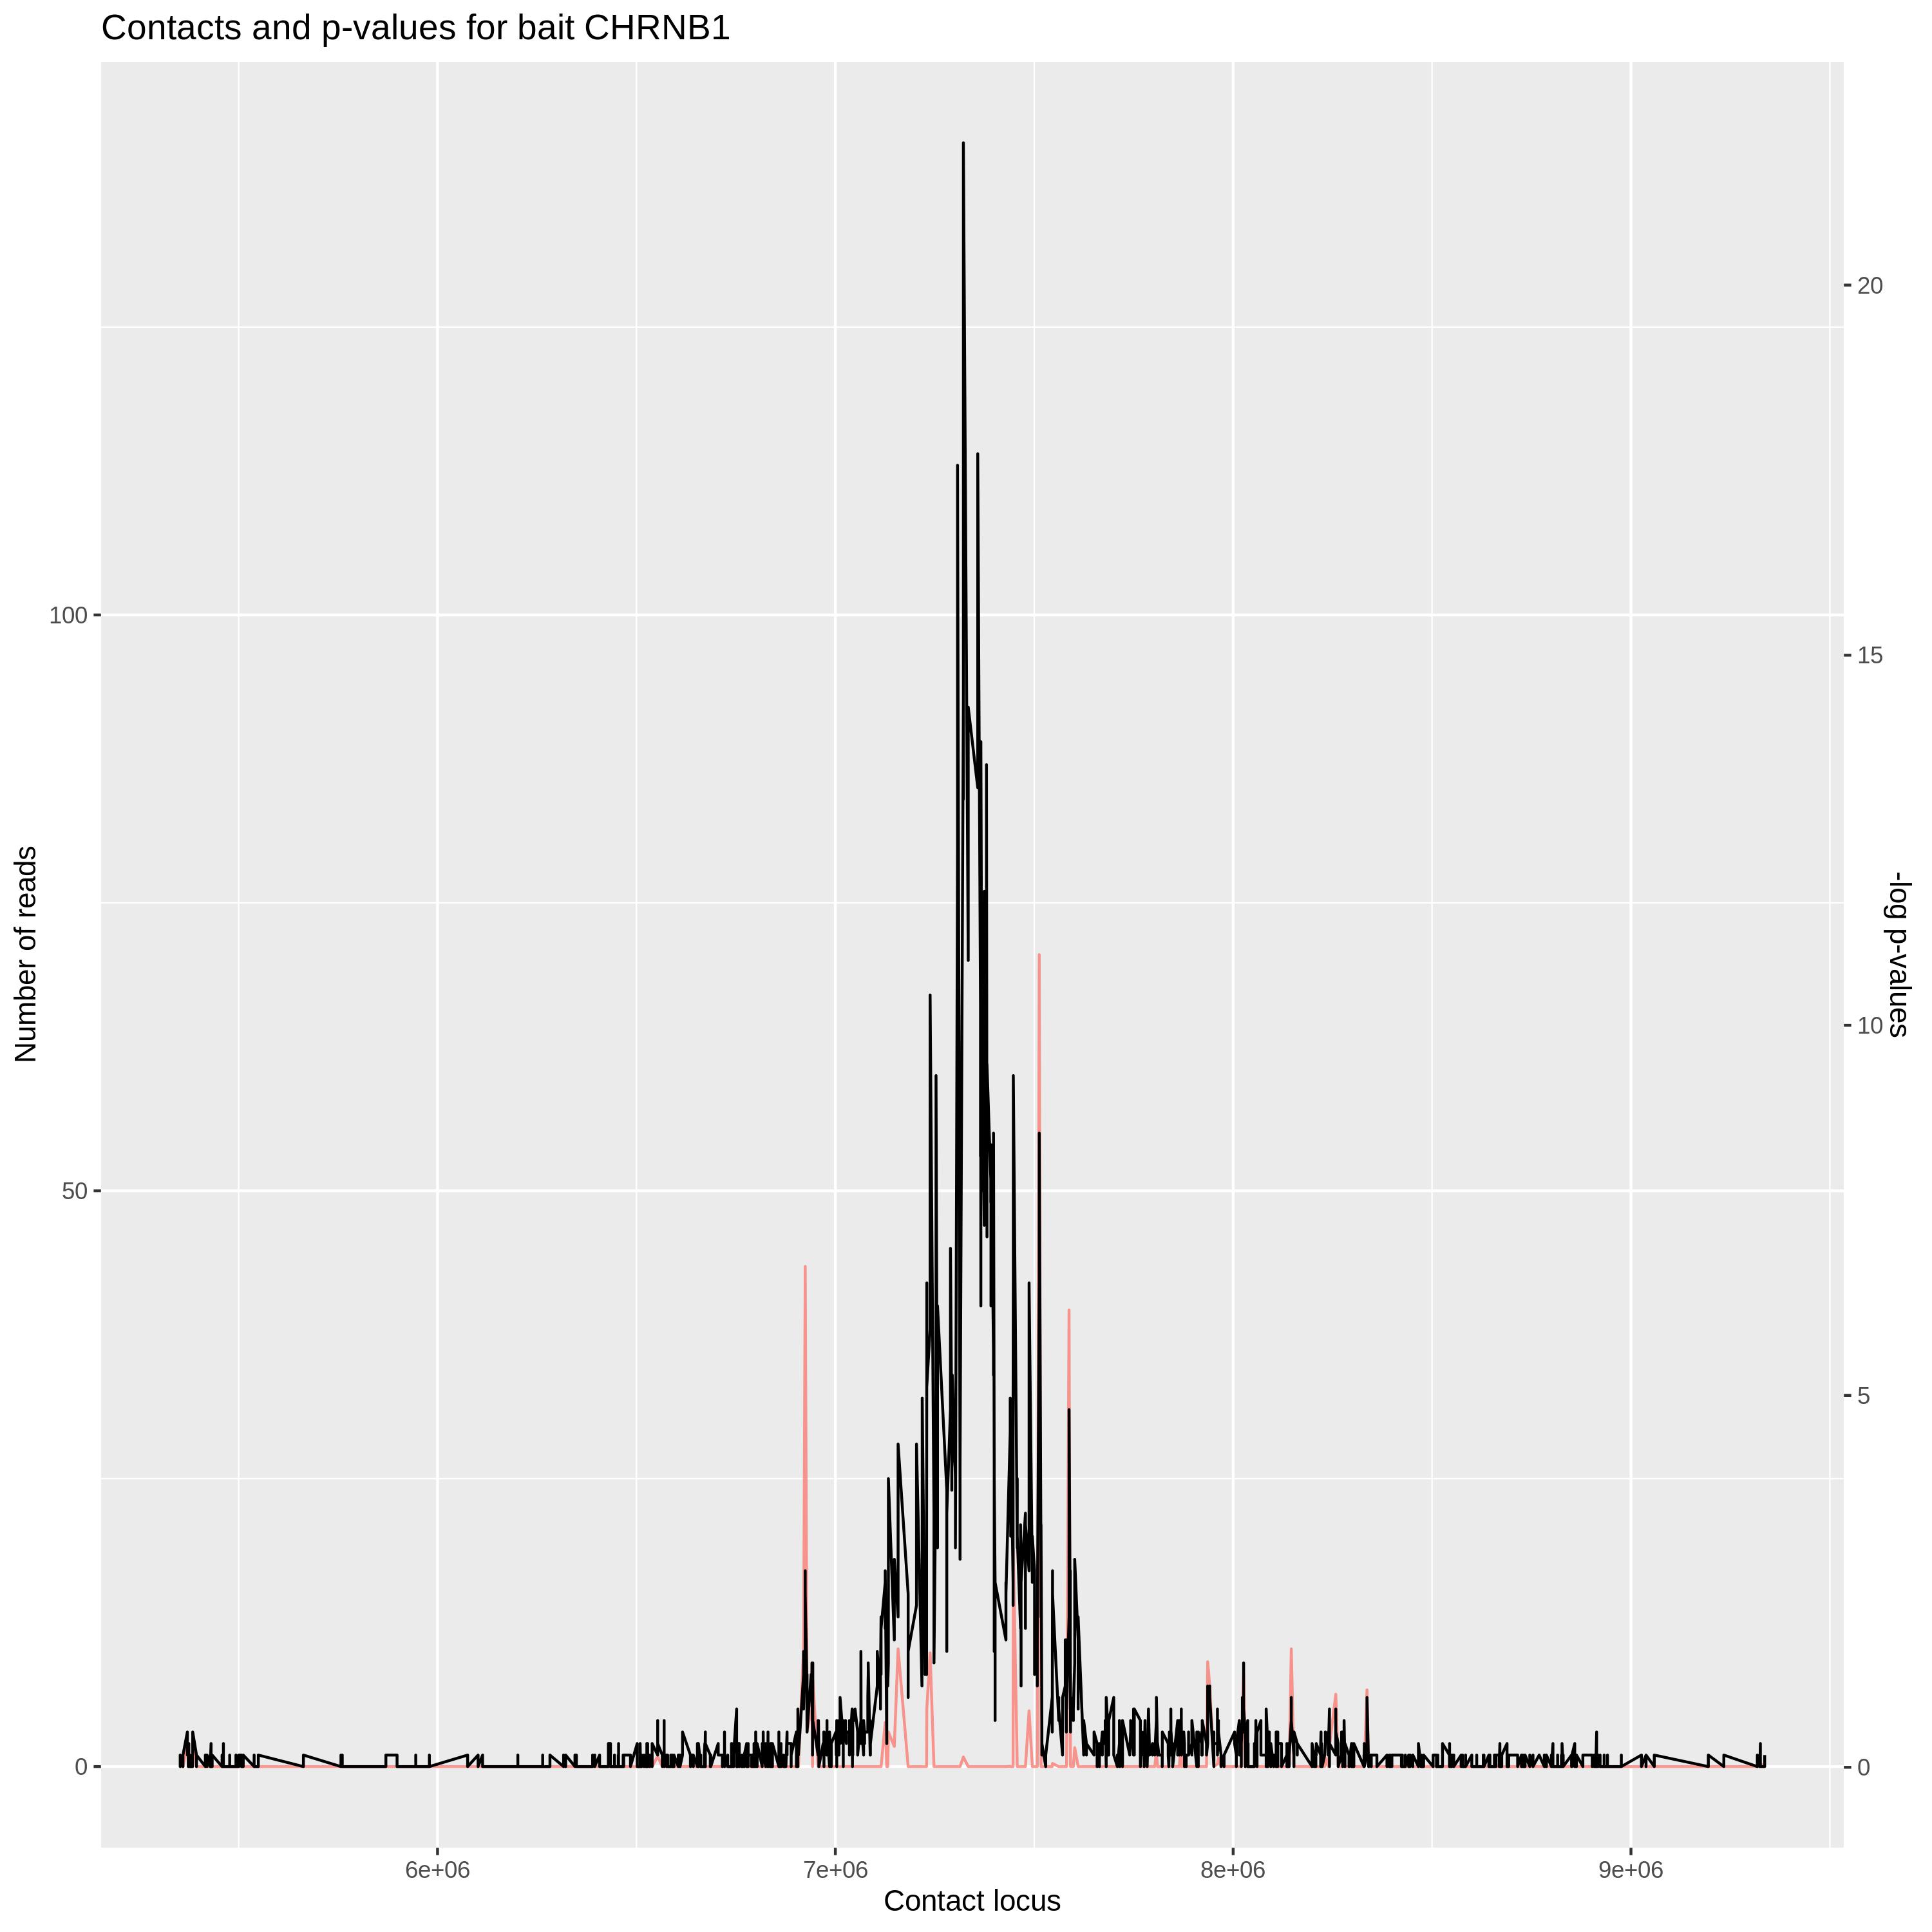 Contacts and p-values for bait CHRNB1
20
100
15
Number of reads
-log p-values
10
50
5
0
0
6e+06
7e+06
8e+06
9e+06
Contact locus